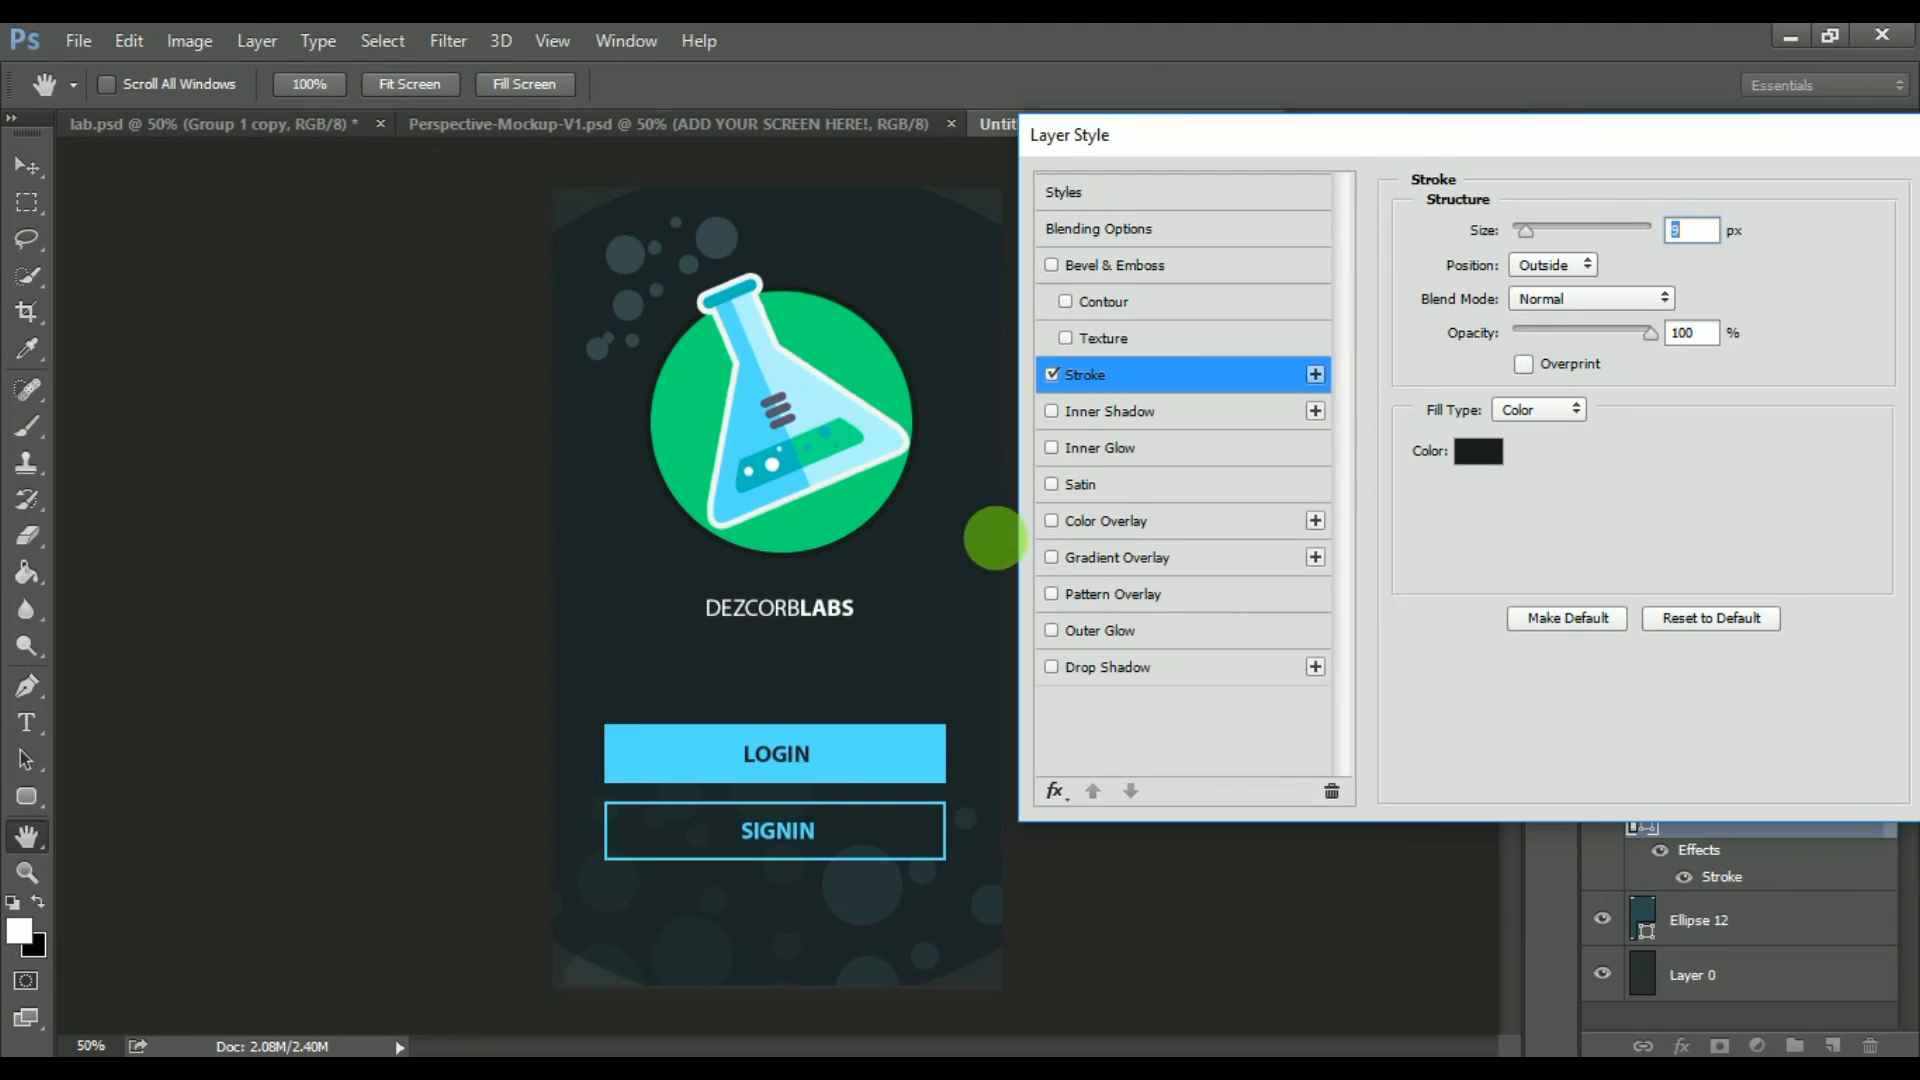 Ps File Edit Image Layer Type Select Filter 3D View Window Help
Scroll All Windows 100% Fit Screen Fill Screen Essentials
lab.psd @ 50% (Group 1 copy, RGB/8) * × Perspective-Mockup-V1.psd @ 50% (ADD YOUR SCREEN HERE!, RGB/8) ×
Layer Style
Styles
Blending Options
Bevel & Emboss
Contour
Texture
Stroke
Inner Shadow
Inner Glow
Satin
Color Overlay
Gradient Overlay
Pattern Overlay
Outer Glow
Drop Shadow
fx
Stroke
Structure
Size: 9 px
Position: Outside
Blend Mode: Normal
Opacity: 100 %
Overprint
Fill Type: Color
Color:
Make Default Reset to Default
DEZCORBLABS
LOGIN
SIGNIN
Effects
Stroke
Ellipse 12
Layer 0
fx
50% Doc: 2.08M/2.40M